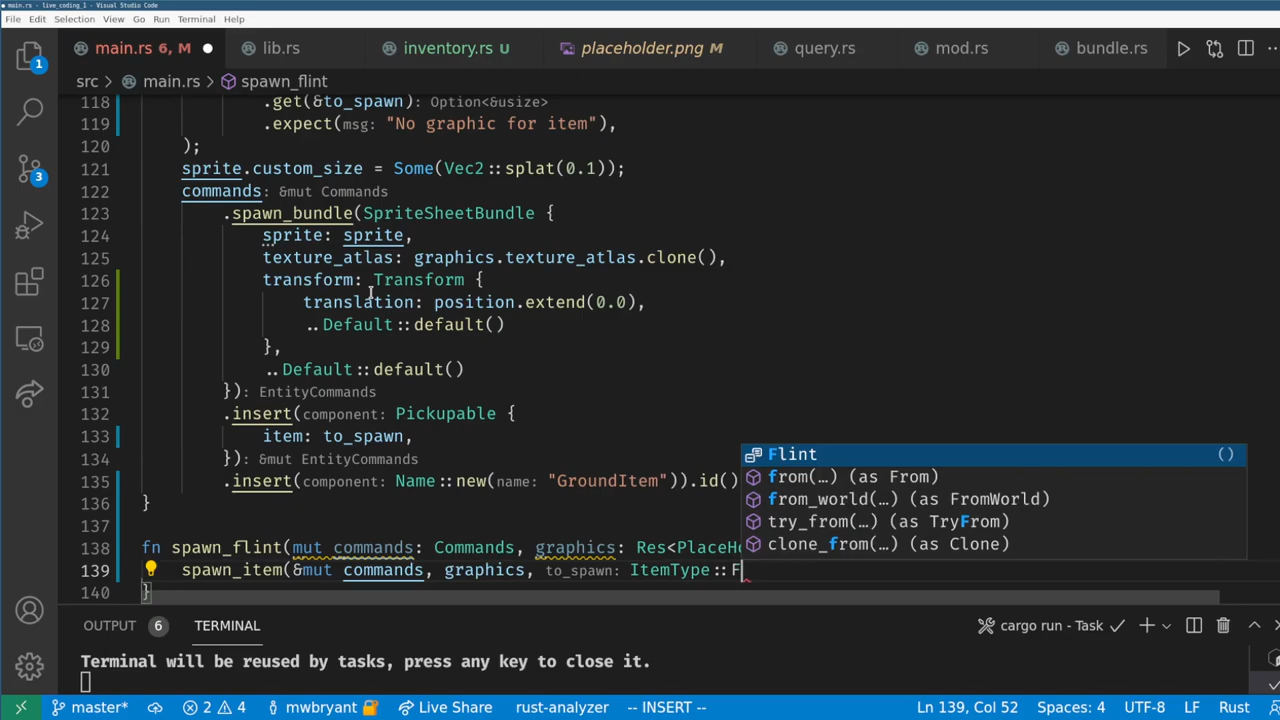 main.rs - live_coding_1 - Visual Studio Code
File Edit Selection View Go Run Terminal Help
main.rs 6, M
lib.rs
inventory.rs U
placeholder.png M
query.rs
mod.rs
bundle.rs
src > main.rs > spawn_flint
118 .get(&to_spawn): Option<&usize>
119 .expect(msg: "No graphic for item"),
120 );
121 sprite.custom_size = Some(Vec2::splat(0.1));
122 commands: &mut Commands
123 .spawn_bundle(SpriteSheetBundle {
124 sprite: sprite,
125 texture_atlas: graphics.texture_atlas.clone(),
126 transform: Transform {
127 translation: position.extend(0.0),
128 ..Default::default()
129 },
130 ..Default::default()
131 }): EntityCommands
132 .insert(component: Pickupable {
133 item: to_spawn,
134 }): &mut EntityCommands
135 .insert(component: Name::new(name: "GroundItem")).id()
136 }
137
138 fn spawn_flint(mut commands: Commands, graphics: Res<PlaceHo
139 spawn_item(&mut commands, graphics, to_spawn: ItemType::F
140 }
Flint ()
from(…) (as From)
from_world(…) (as FromWorld)
try_from(…) (as TryFrom)
clone_from(…) (as Clone)
OUTPUT 6 TERMINAL
cargo run - Task
Terminal will be reused by tasks, press any key to close it.
1
3
master* 2 4 mwbryant Live Share rust-analyzer -- INSERT -- Ln 139, Col 52 Spaces: 4 UTF-8 LF Rust